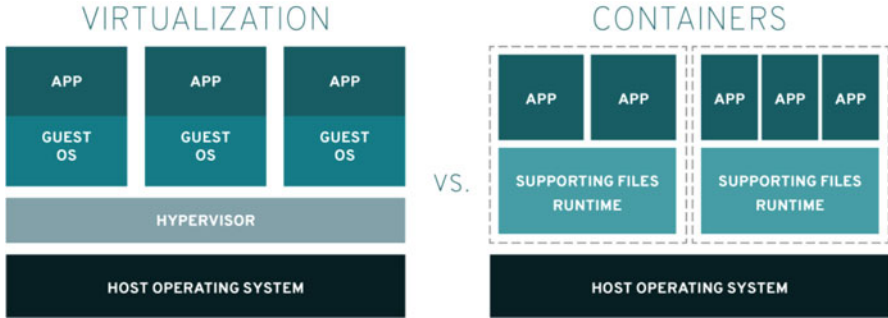 VIRTUALIZATION
APP
APP
APP
GUEST
OS
GUEST
OS
GUEST
OS
HYPERVISOR
HOST OPERATING SYSTEM
VS.
CONTAINERS
APP
APP
APP
APP
APP
SUPPORTING FILES
RUNTIME
SUPPORTING FILES
RUNTIME
HOST OPERATING SYSTEM